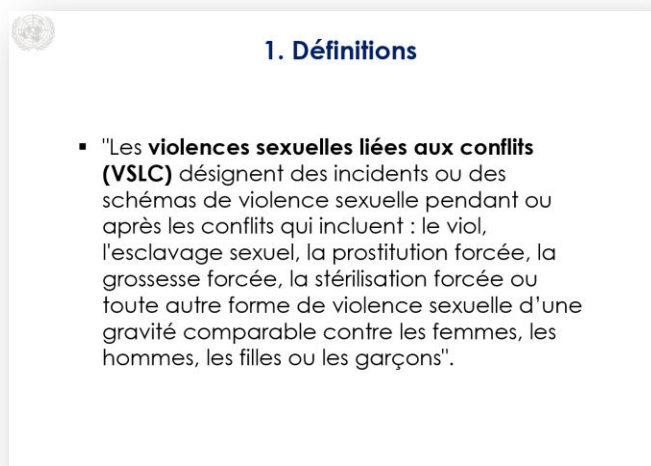 1. Définitions
▪ "Les violences sexuelles liées aux conflits
(VSLC) désignent des incidents ou des
schémas de violence sexuelle pendant ou
après les conflits qui incluent : le viol,
l'esclavage sexuel, la prostitution forcée, la
grossesse forcée, la stérilisation forcée ou
toute autre forme de violence sexuelle d’une
gravité comparable contre les femmes, les
hommes, les filles ou les garçons".